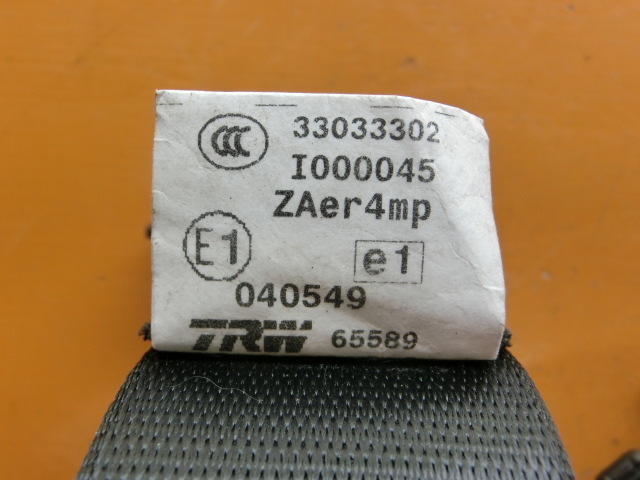 CCC 33033302
I000045
ZAer4mp
E1 e1
040549
TRW 65589